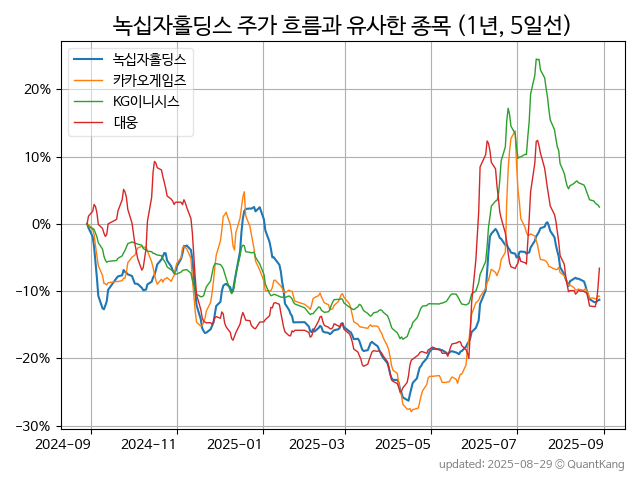 녹십자홀딩스 주가 흐름과 유사한 종목 (1년, 5일선)
녹십자홀딩스
카카오게임즈
KG이니시스
대웅
20%
10%
0%
−10%
−20%
−30%
2024-09 2024-11 2025-01 2025-03 2025-05 2025-07 2025-09
updated: 2025-08-29 © QuantKang